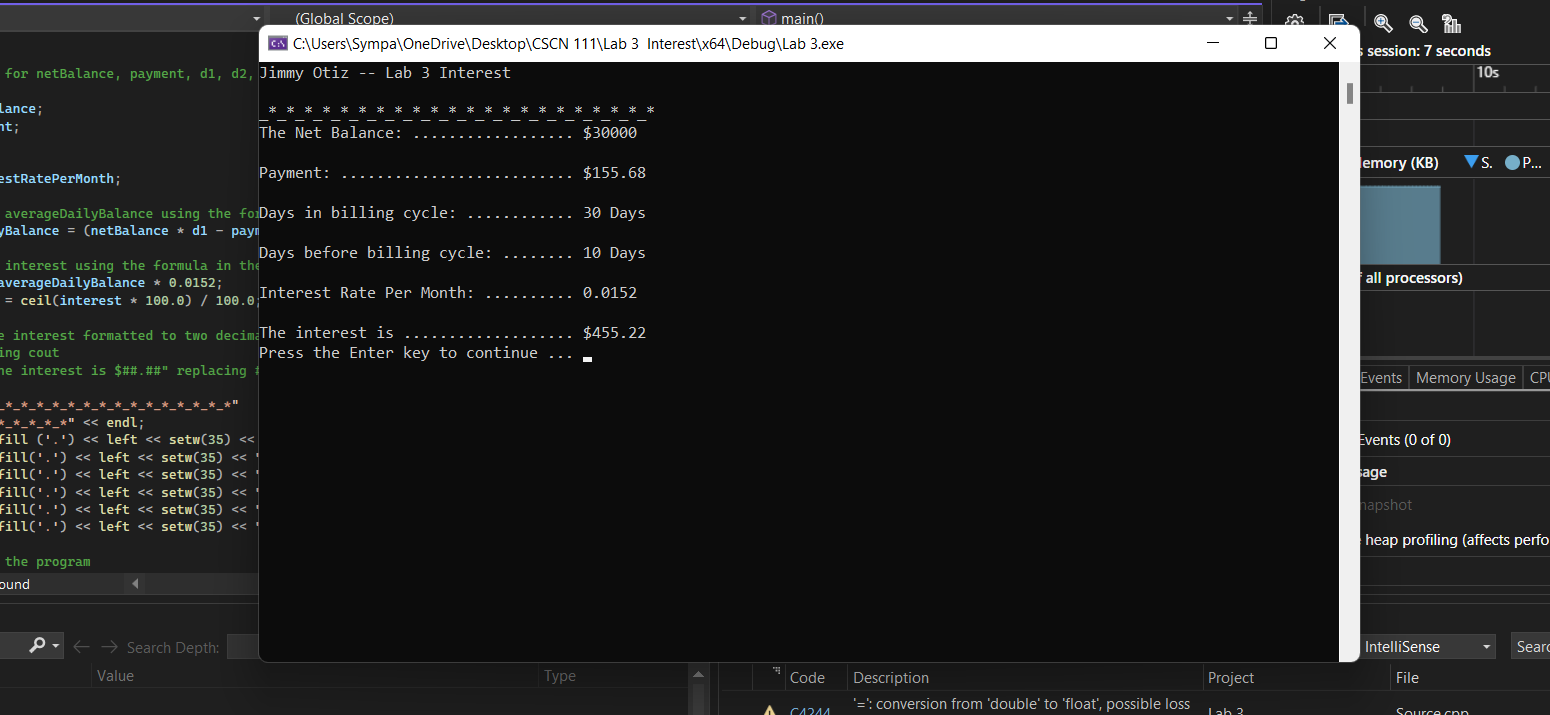 (Global Scope)
main()
C:\Users\Sympa\OneDrive\Desktop\CSCN 111\Lab 3  Interest\x64\Debug\Lab 3.exe
Jimmy Otiz -- Lab 3 Interest
_*_*_*_*_*_*_*_*_*_*_*_*_*_*_*_*_*_*_*_*_*_*
The Net Balance: .................. $30000
Payment: .......................... $155.68
Days in billing cycle: ............ 30 Days
Days before billing cycle: ........ 10 Days
Interest Rate Per Month: .......... 0.0152
The interest is ................... $455.22
Press the Enter key to continue ...
for netBalance, payment, d1, d2,
lance;
nt;
estRatePerMonth;
averageDailyBalance using the for
yBalance = (netBalance * d1 - paym
interest using the formula in the
averageDailyBalance * 0.0152;
= ceil(interest * 100.0) / 100.0;
e interest formatted to two decima
ing cout
he interest is $##.##" replacing #
_*_*_*_*_*_*_*_*_*_*_*_*_*_*_*"
*_*_*_*_*" << endl;
fill ('.') << left << setw(35) <<
fill('.') << left << setw(35) << "
fill('.') << left << setw(35) << "
fill('.') << left << setw(35) << "
fill('.') << left << setw(35) << "
fill('.') << left << setw(35) << "
the program
ound
Search Depth:
Value
Type
s session: 7 seconds
10s
emory (KB)
S.
P...
f all processors)
Events
Memory Usage
CPU
Events (0 of 0)
sage
napshot
heap profiling (affects perfo
IntelliSense
Searc
Code
Description
Project
File
C4244
'=': conversion from 'double' to 'float', possible loss
Lab 3
Source.cpp